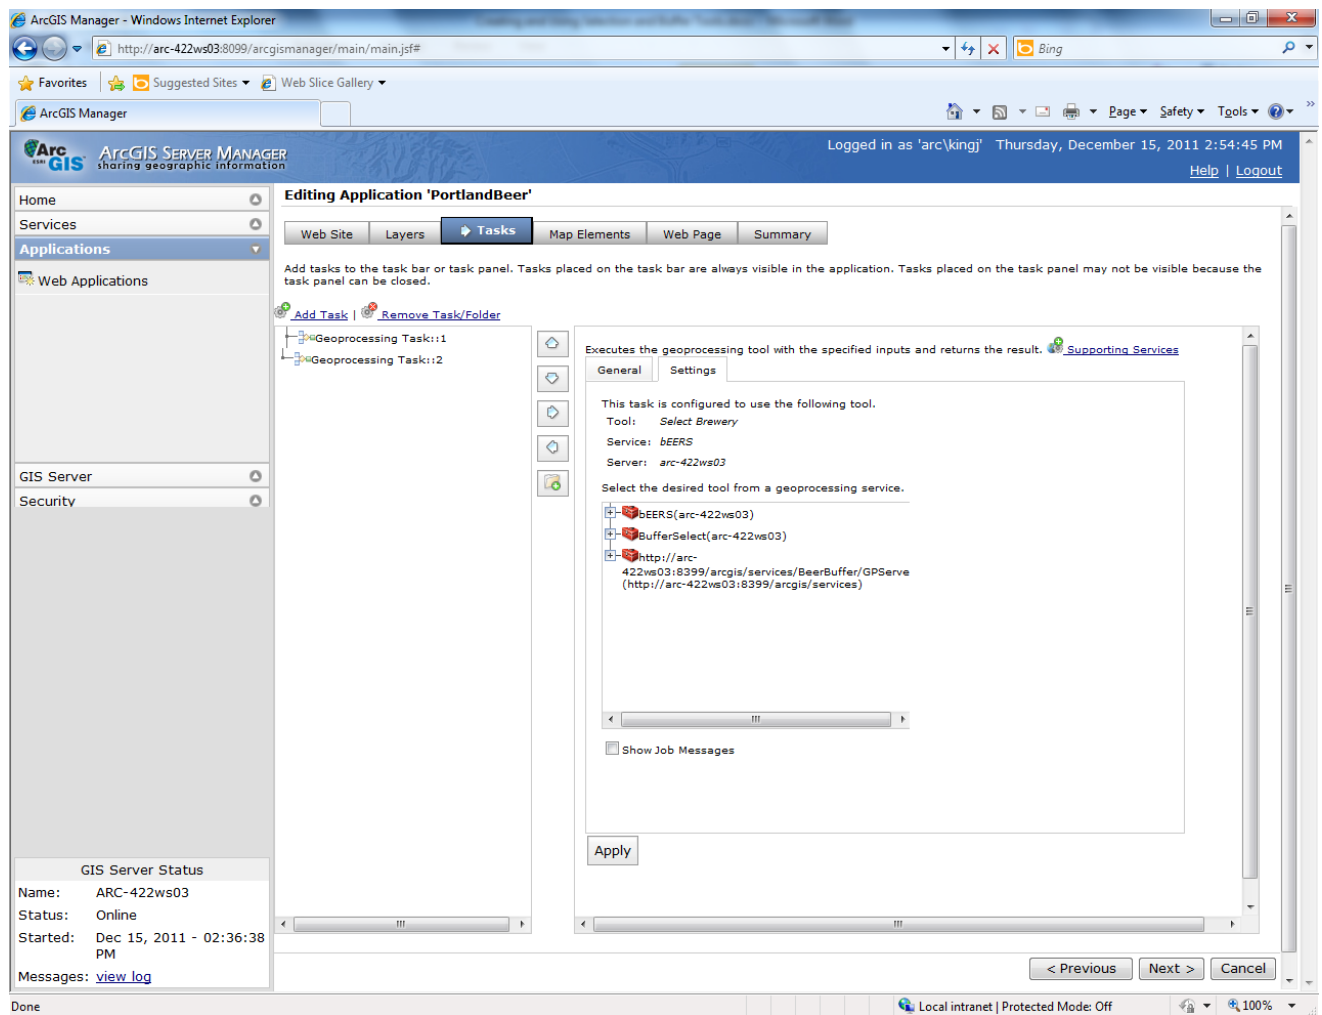 ArcGIS Manager - Windows Internet Explorer
http://arc-422ws03:8099/arcgismanager/main/main.jsf#
Bing
Favorites
Suggested Sites
Web Slice Gallery
ArcGIS Manager
Page
Safety
Tools
Arc
GIS
ESRI
ArcGIS Server Manager
sharing geographic information
Logged in as 'arc\kingj'
Thursday, December 15, 2011 2:54:45 PM
Help | Logout
Home
Services
Applications
Web Applications
GIS Server
Security
GIS Server Status
Name: ARC-422ws03
Status: Online
Started: Dec 15, 2011 - 02:36:38
PM
Messages: view log
Editing Application 'PortlandBeer'
Web Site
Layers
Tasks
Map Elements
Web Page
Summary
Add tasks to the task bar or task panel. Tasks placed on the task bar are always visible in the application. Tasks placed on the task panel may not be visible because the
task panel can be closed.
Add Task | Remove Task/Folder
Geoprocessing Task::1
Geoprocessing Task::2
Executes the geoprocessing tool with the specified inputs and returns the result. Supporting Services
General
Settings
This task is configured to use the following tool.
Tool: Select Brewery
Service: bEERS
Server: arc-422ws03
Select the desired tool from a geoprocessing service.
bEERS(arc-422ws03)
BufferSelect(arc-422ws03)
http://arc-
422ws03:8399/arcgis/services/BeerBuffer/GPServe
(http://arc-422ws03:8399/arcgis/services)
Show Job Messages
Apply
< Previous
Next >
Cancel
Done
Local intranet | Protected Mode: Off
100%